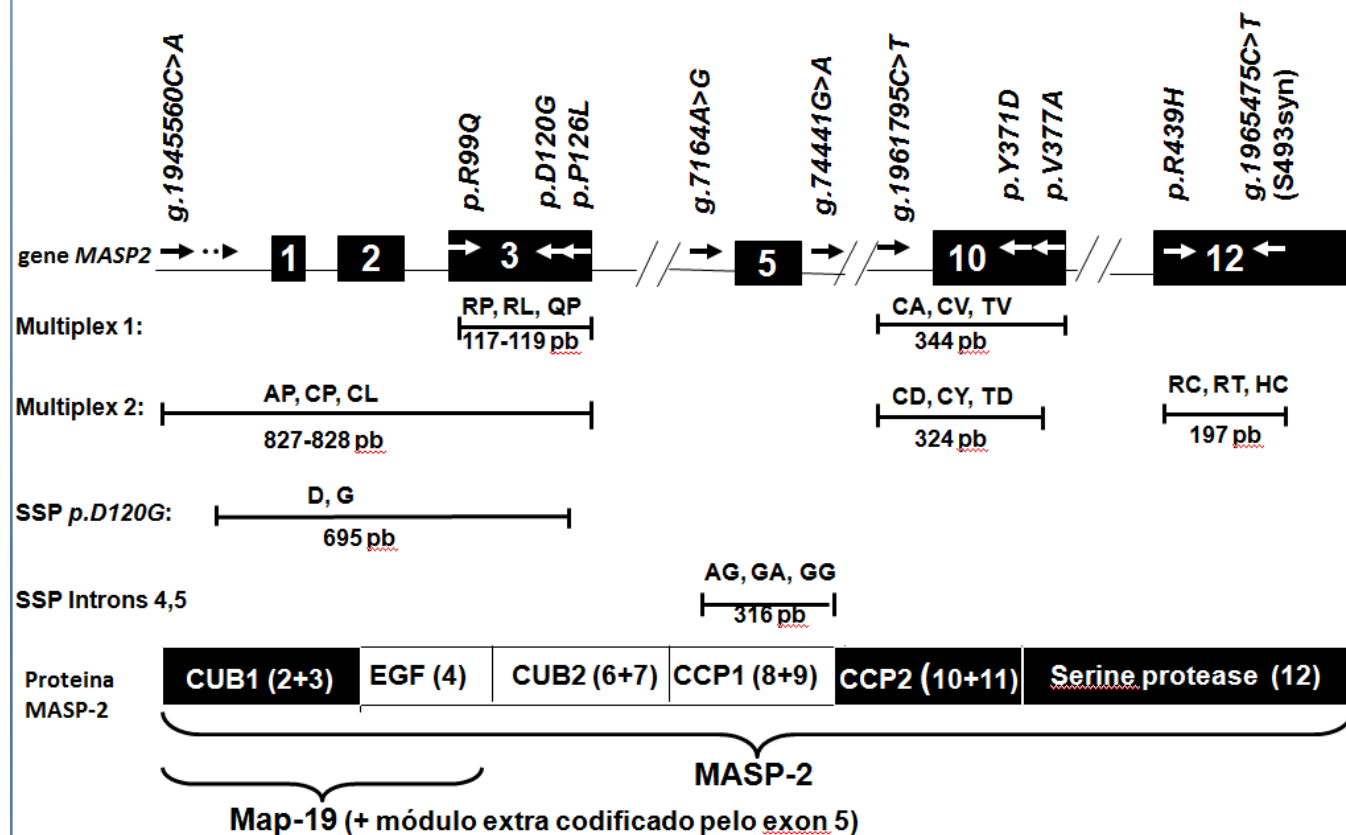 g.1945560C>A
p.R99Q
p.D120G
p.P126L
g.7164A>G
g.74441G>A
g.1961795C>T
p.Y371D
p.V377A
p.R439H
g.1965475C>T
(S493syn)
gene MASP2
1
2
3
5
10
12
Multiplex 1:
RP, RL, QP
117-119 pb
CA, CV, TV
344 pb
Multiplex 2:
AP, CP, CL
827-828 pb
CD, CY, TD
324 pb
RC, RT, HC
197 pb
SSP p.D120G:
D, G
695 pb
SSP Introns 4,5
AG, GA, GG
316 pb
Proteina
MASP-2
CUB1 (2+3)
EGF (4)
CUB2 (6+7)
CCP1 (8+9)
CCP2 (10+11)
Serine protease (12)
MASP-2
Map-19 (+ módulo extra codificado pelo exon 5)